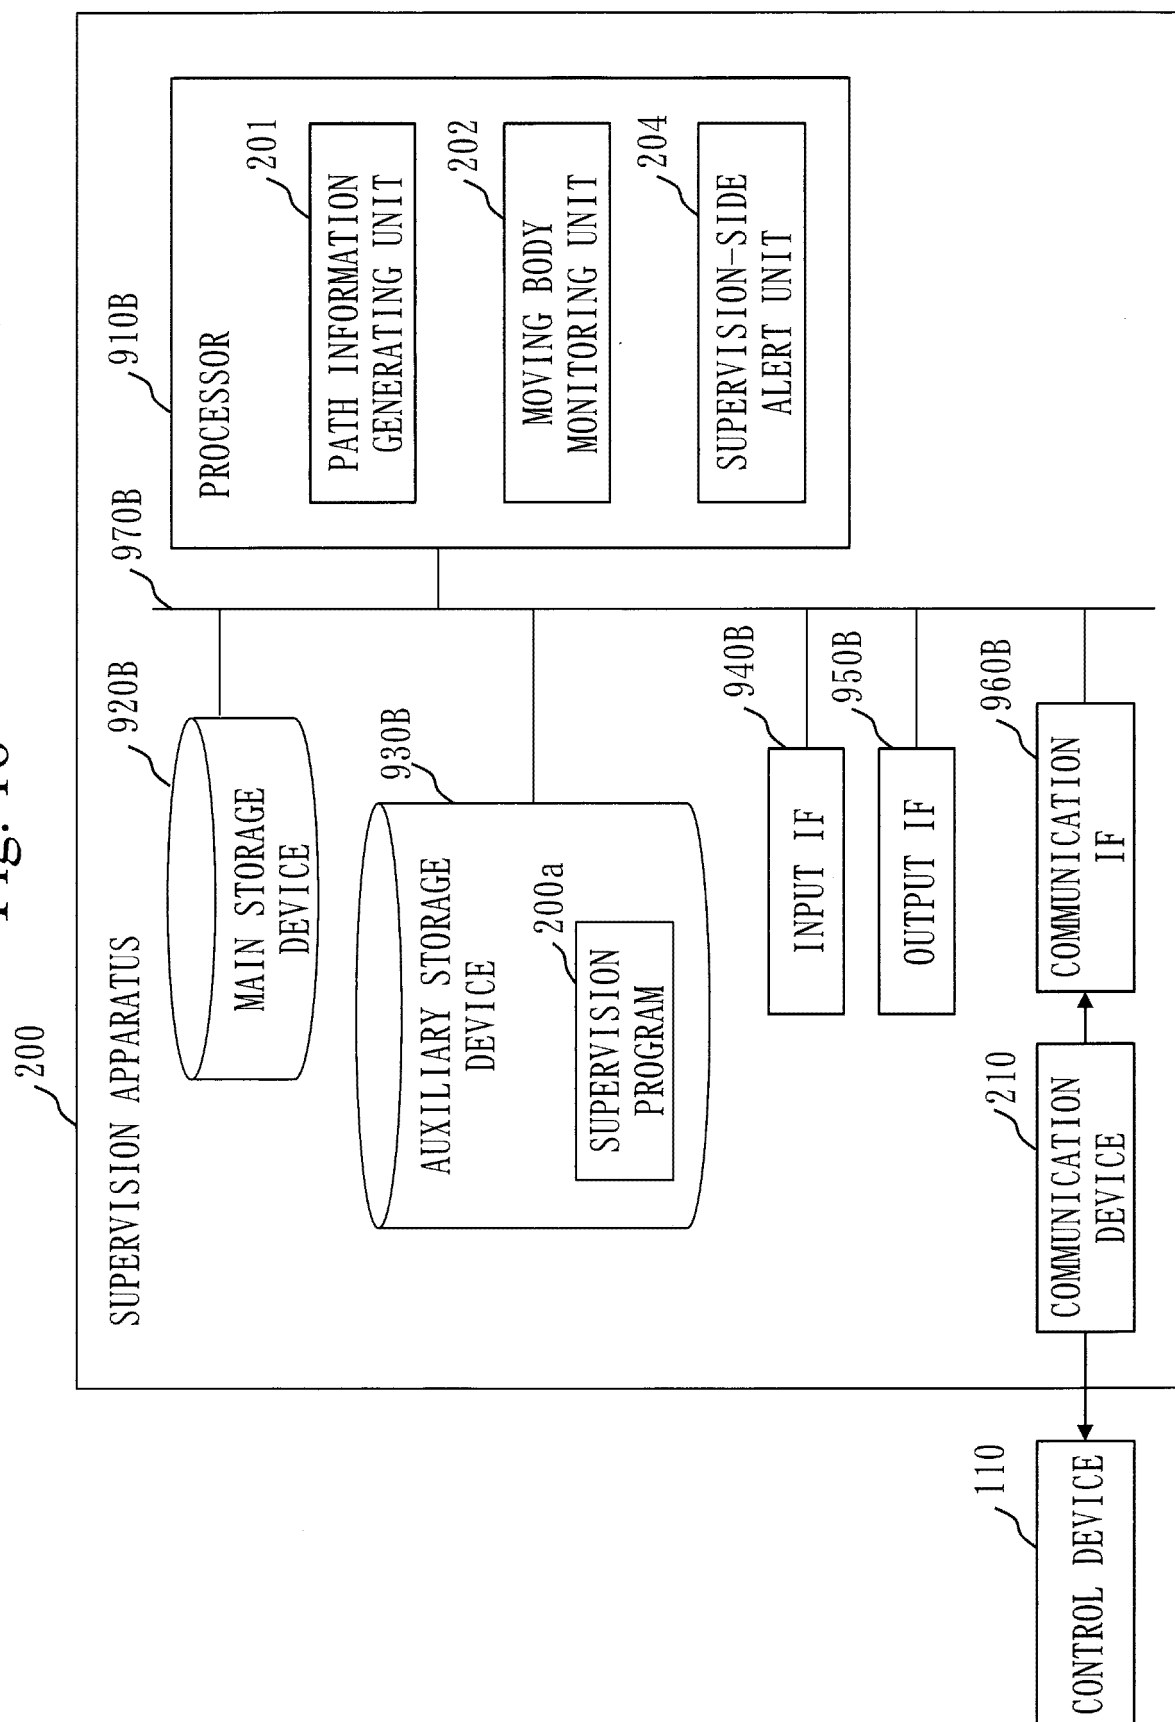 Fig.
200
SUPERVISION APPARATUS
920B
MAIN STORAGE
DEVICE
970B
910B
PROCESSOR
201
PATH INFORMATION
GENERATING UNIT
202
MOVING BODY
MONITORING UNIT
204
SUPERVISION-SIDE
ALERT UNIT
930B
AUXILIARY STORAGE
DEVICE
200a
SUPERVISION
PROGRAM
940B
INPUT IF
950B
OUTPUT IF
960B
COMMUNICATION
IF
210
COMMUNICATION
DEVICE
110
CONTROL DEVICE